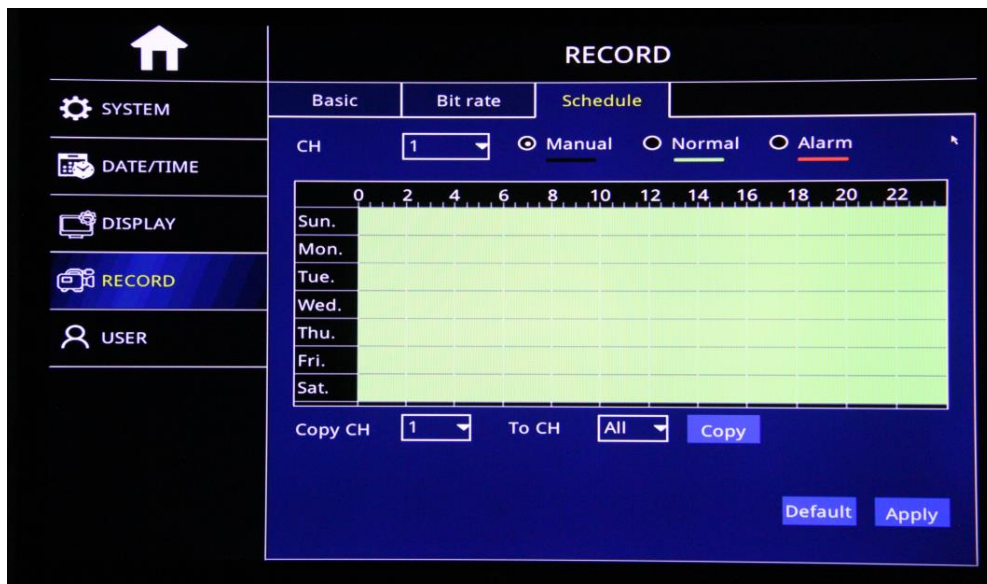 RECORD
SYSTEM
DATE/TIME
DISPLAY
RECORD
USER
Basic Bit rate Schedule
CH 1 Manual Normal Alarm
0 2 4 6 8 10 12 14 16 18 20 22
Sun.
Mon.
Tue.
Wed.
Thu.
Fri.
Sat.
Copy CH 1 To CH All Copy
Default Apply